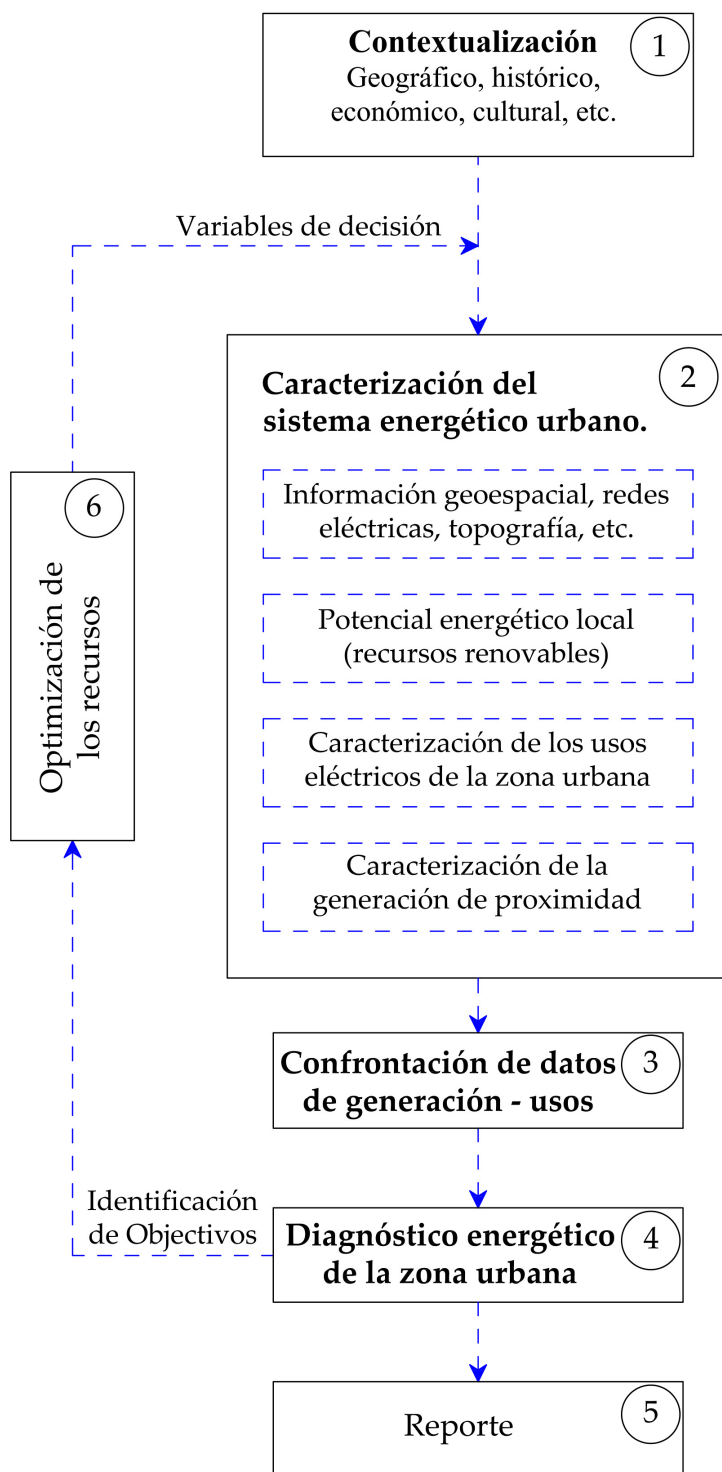 Contextualización
1
Geográfico, histórico,
económico, cultural, etc.
Variables de decisión
2
Caracterización del
sistema energético urbano.
Información geoespacial, redes
eléctricas, topografía, etc.
Potencial energético local
(recursos renovables)
Caracterización de los usos
eléctricos de la zona urbana
Caracterización de la
generación de proximidad
6
Optimización de
los recursos
Confrontación de datos
de generación - usos
3
Identificación
de Objectivos
Diagnóstico energético
de la zona urbana
4
Reporte
5